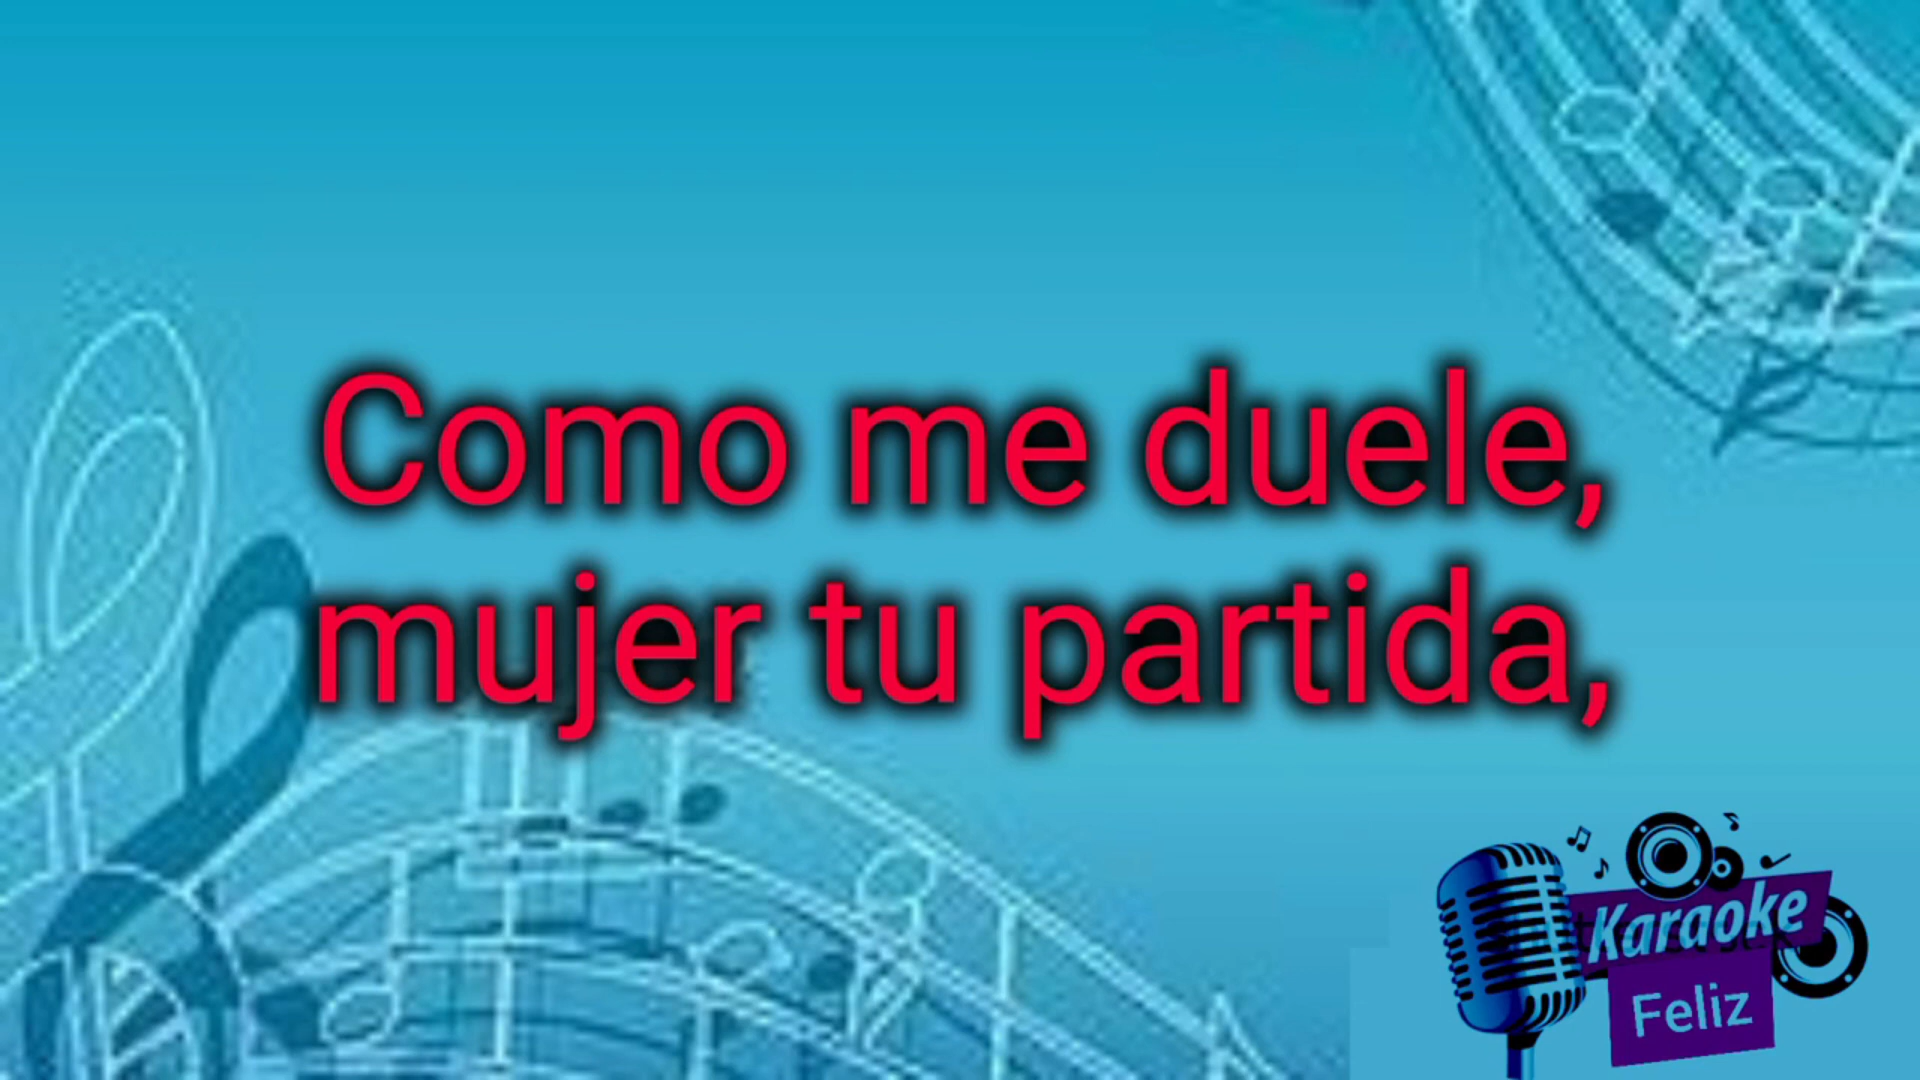 Como me duele,
mujer tu partida,
Karaoke
Feliz